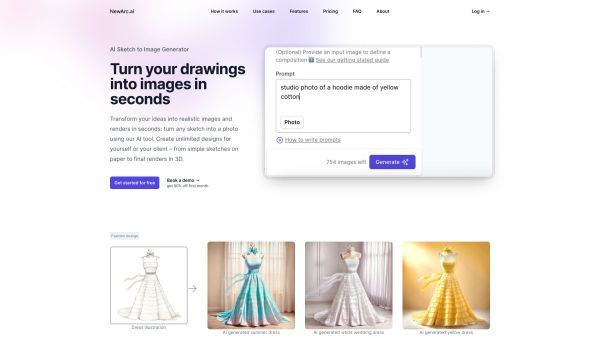 NewArc.ai
How it works
Use cases
Features
Pricing
FAQ
About
Log in →
AI Sketch to Image Generator
Turn your drawings
into images in
seconds
Transform your ideas into realistic images and
renders in seconds: turn any sketch into a photo
using our AI tool. Create unlimited designs for
yourself or your client – from simple sketches on
paper to final renders in 3D.
Get started for free
Book a demo →
get 50% off first month
(Optional) Provide an input image to define a
composition ⬆️ See our getting stated guide
Prompt
studio photo of a hoodie made of yellow
cotton
Photo
How to write prompts
754 images left
Generate
Fashion design
Dress illustration
AI generated summer dress
AI generated white wedding dress
AI generated yellow dress